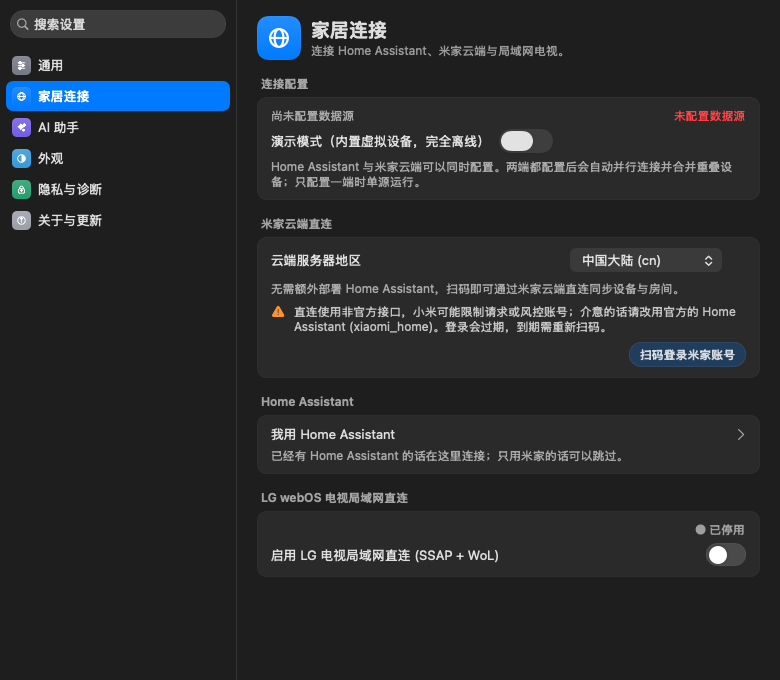 搜索设置
通用
家居连接
AI 助手
外观
隐私与诊断
关于与更新
家居连接
连接 Home Assistant、米家云端与局域网电视。
连接配置
尚未配置数据源
未配置数据源
演示模式（内置虚拟设备，完全离线）
Home Assistant 与米家云端可以同时配置。两端都配置后会自动并行连接并合并重叠设
备；只配置一端时单源运行。
米家云端直连
云端服务器地区
中国大陆 (cn)
无需额外部署 Home Assistant，扫码即可通过米家云端直连同步设备与房间。
直连使用非官方接口，小米可能限制请求或风控账号；介意的话请改用官方的 Home
Assistant (xiaomi_home)。登录会过期，到期需重新扫码。
扫码登录米家账号
Home Assistant
我用 Home Assistant
已经有 Home Assistant 的话在这里连接；只用米家的话可以跳过。
LG webOS 电视局域网直连
已停用
启用 LG 电视局域网直连 (SSAP + WoL)